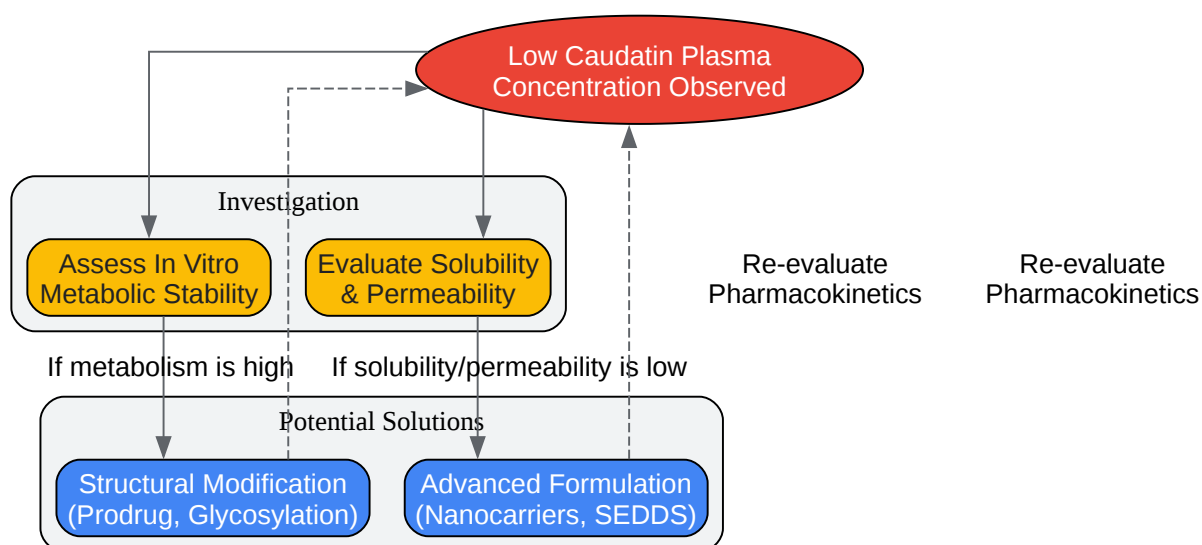 Low Caudatin Plasma
Concentration Observed
Investigation
Assess In Vitro
Metabolic Stability
Evaluate Solubility
& Permeability
Re-evaluate
Pharmacokinetics
Re-evaluate
Pharmacokinetics
If metabolism is high
If solubility/permeability is low
Potential Solutions
Structural Modification
(Prodrug, Glycosylation)
Advanced Formulation
(Nanocarriers, SEDDS)